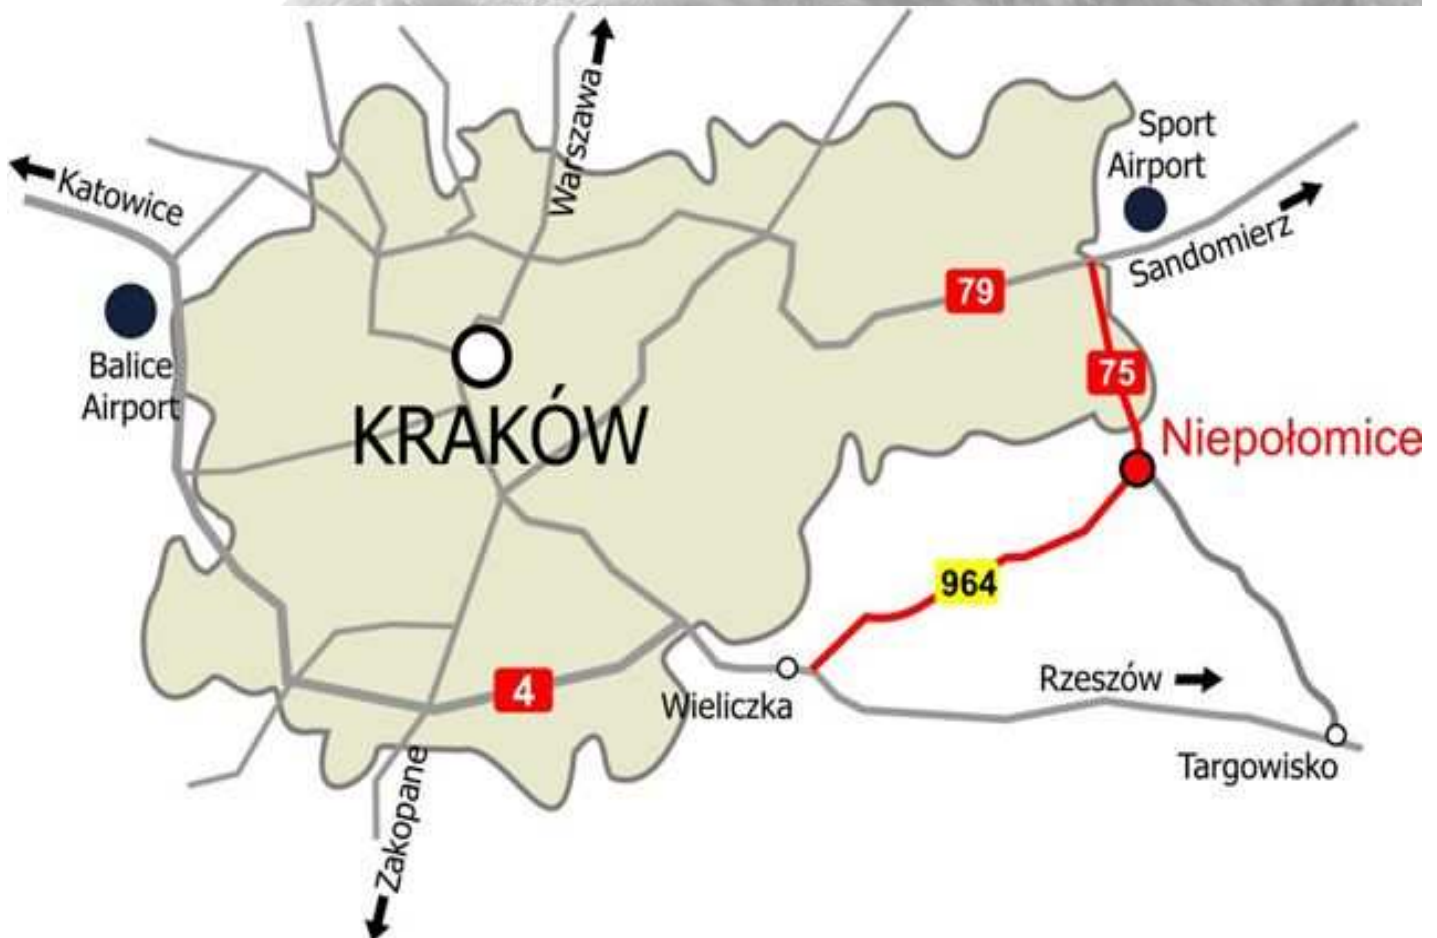 Warszawa
Sport
Airport
Katowice
Sandomierz
79
Balice
Airport
75
KRAKÓW
Niepołomice
964
4
Rzeszów
Wieliczka
Targowisko
Zakopane